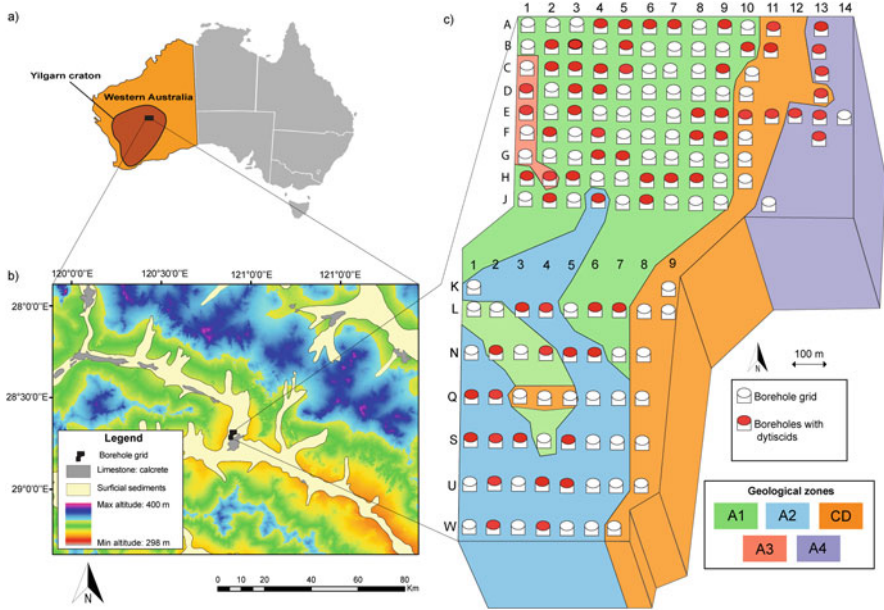 a)
Yilgarn craton
Western Australia
b)
120°0'0"E 120°30'0"E 121°0'0"E 121°0'0"E
28°0'0"E
28°30'0"E
29°0'0"E
Legend
Borehole grid
Limestone: calcrete
Surficial sediments
Max altitude: 400 m
Min altitude: 298 m
N
0 10 20 40 60 80
Km
c)
1 2 3 4 5 6 7 8 9 10 11 12 13 14
A
B
C
D
E
F
G
H
J
1 2 3 4 5 6 7 8 9
K
L
N
Q
S
U
W
N
100 m
Borehole grid
Boreholes with
dytiscids
Geological zones
A1 A2 CD
A3 A4